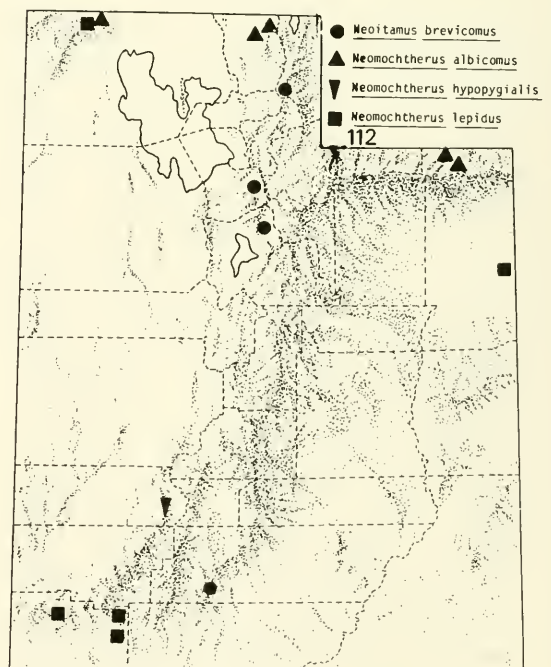 Neoitamus brevicomus
Neomochtherus albicomus
Neomochtherus hypopygialis
Neomochtherus lepidus
112